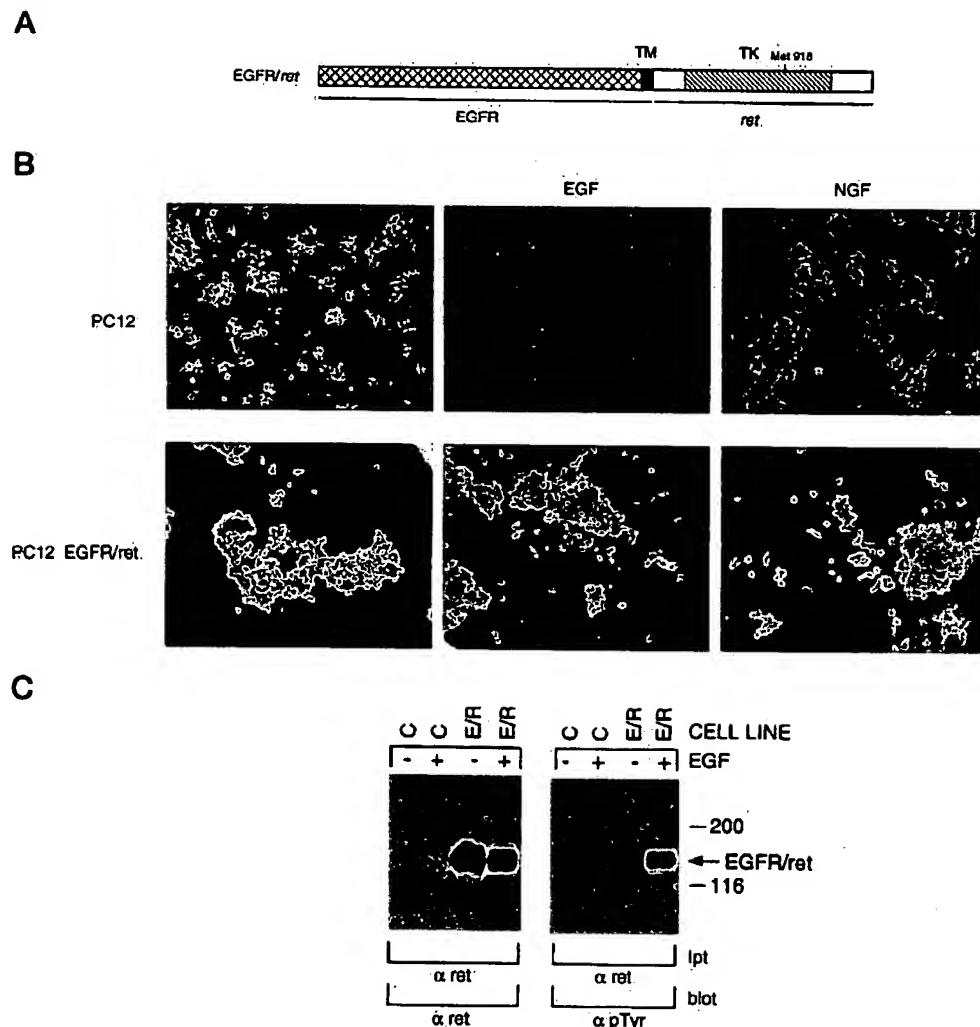 A
TM TK Met 918
EGFR/ret
EGFR ret.
B
EGF NGF
PC12
PC12 EGFR/ret.
C
C C E/R E/R C C E/R E/R CELL LINE
- + - + - + - + EGF
—200
EGFR/ret
—116
Ipt
α ret α ret
blot
α ret α pTyr